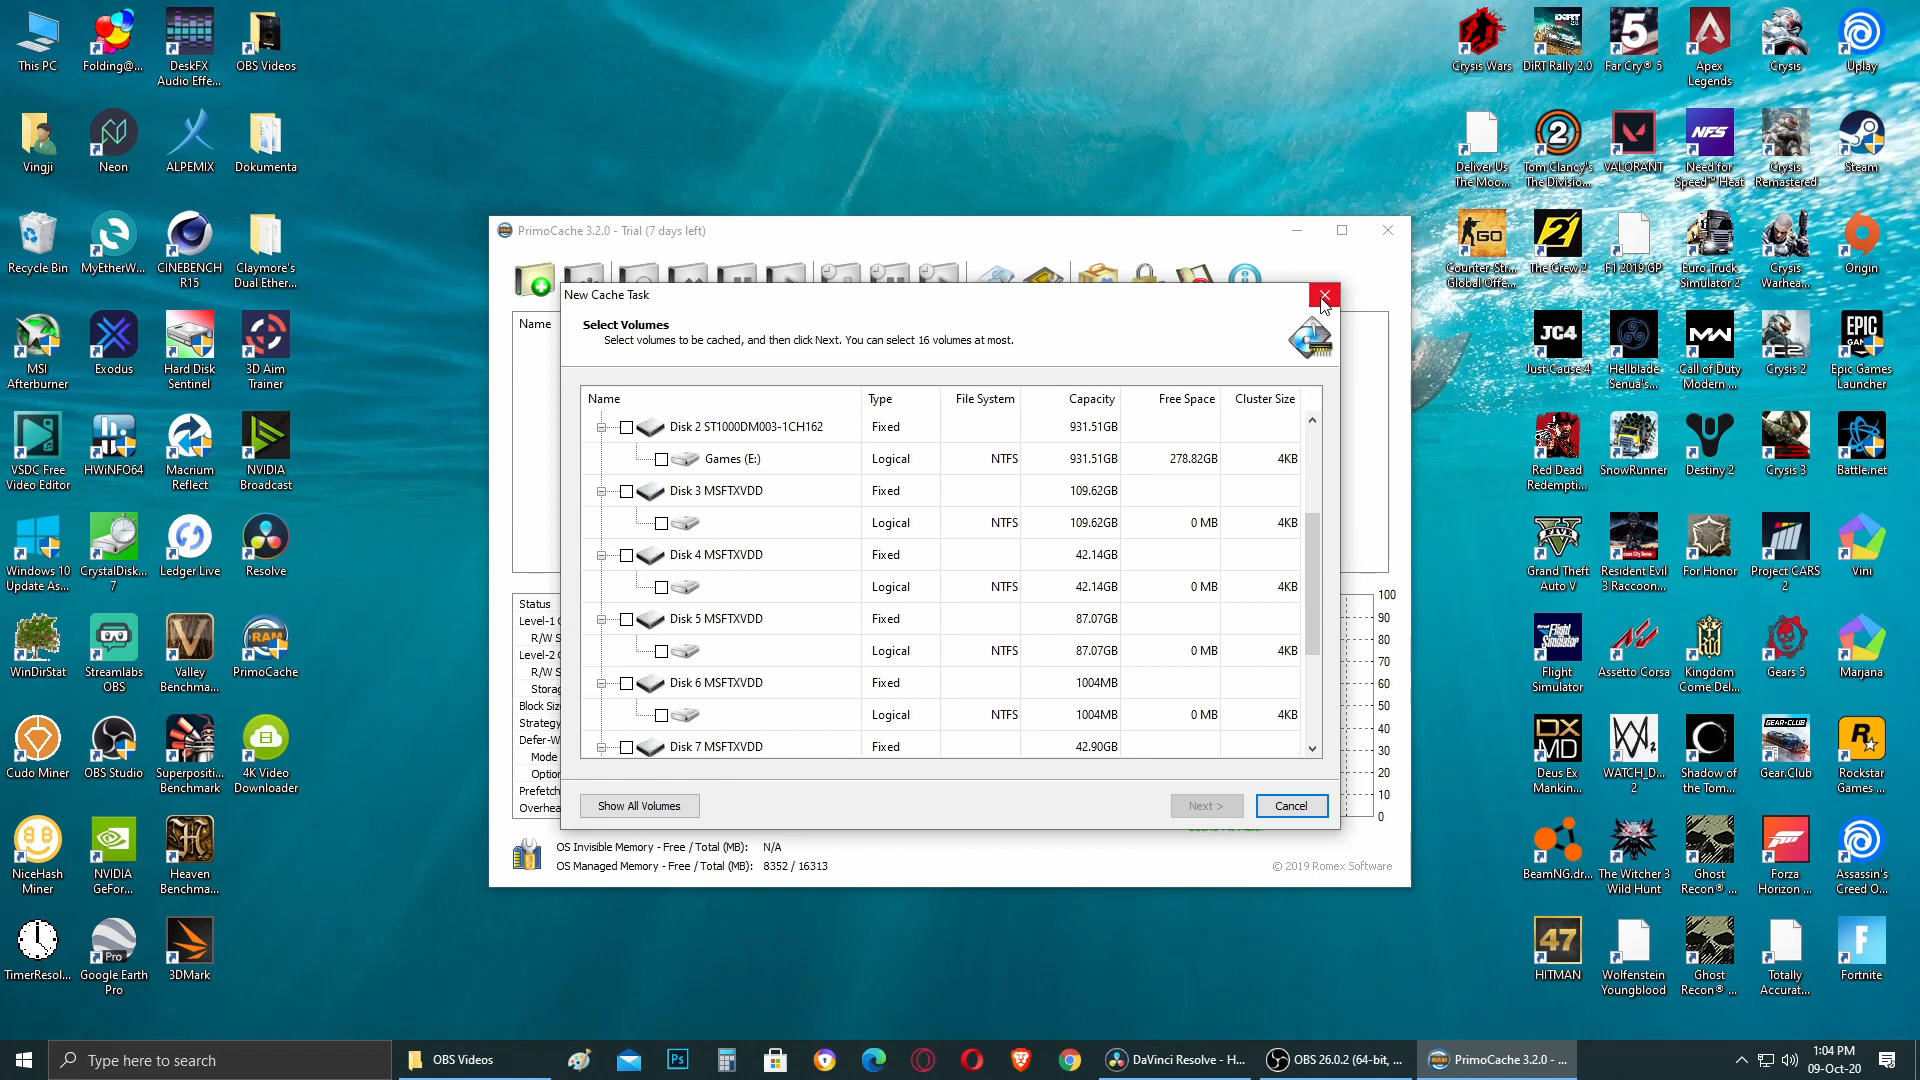 This PC
Folding@...
DeskFX
Audio Effe...
OBS Videos
Vingji
Neon
ALPEMIX
Dokumenta
Recycle Bin
MyEtherW...
CINEBENCH
R15
Claymore's
Dual Ether...
MSI
Afterburner
Exodus
Hard Disk
Sentinel
3D Aim
Trainer
VSDC Free
Video Editor
HWiNFO64
Macrium
Reflect
NVIDIA
Broadcast
Windows 10
Update As...
CrystalDisk...
7
Ledger Live
Resolve
WinDirStat
Streamlabs
OBS
Valley
Benchma...
PrimoCache
Cudo Miner
OBS Studio
Superpositi...
Benchmark
4K Video
Downloader
NiceHash
Miner
NVIDIA
GeFor...
Heaven
Benchma...
TimerResol...
Google Earth
Pro
3DMark
PrimoCache 3.2.0 - Trial (7 days left)
Name
New Cache Task
Select Volumes
Select volumes to be cached, and then click Next. You can select 16 volumes at most.
Name Type File System Capacity Free Space Cluster Size
Disk 2 ST1000DM003-1CH162 Fixed 931.51GB
Games (E:) Logical NTFS 931.51GB 278.82GB 4KB
Disk 3 MSFTXVDD Fixed 109.62GB
Logical NTFS 109.62GB 0 MB 4KB
Disk 4 MSFTXVDD Fixed 42.14GB
Logical NTFS 42.14GB 0 MB 4KB
Disk 5 MSFTXVDD Fixed 87.07GB
Logical NTFS 87.07GB 0 MB 4KB
Disk 6 MSFTXVDD Fixed 1004MB
Logical NTFS 1004MB 0 MB 4KB
Disk 7 MSFTXVDD Fixed 42.90GB
Show All Volumes
Next >
Cancel
Status
Level-1 C
R/W S
Level-2 C
R/W S
Storag
Block Siz
Strategy
Defer-W
Mode
Option
Prefetch
Overhea
100
90
80
70
60
50
40
30
20
10
0
OS Invisible Memory - Free / Total (MB): N/A
OS Managed Memory - Free / Total (MB): 8352 / 16313
© 2019 Romex Software
Crysis Wars
DiRT Rally 2.0
Far Cry® 5
Apex
Legends
Crysis
Uplay
Deliver Us
The Moo...
Tom Clancy's
The Divisio...
VALORANT
Need for
Speed™ Heat
Crysis
Remastered
Steam
Counter-Str...
Global Offe...
The Crew 2
F1 2019 GP
Euro Truck
Simulator 2
Crysis
Warhea...
Origin
Just Cause 4
Hellblade
Senua's...
Call of Duty
Modern ...
Crysis 2
Epic Games
Launcher
Red Dead
Redempti...
SnowRunner
Destiny 2
Crysis 3
Battle.net
Grand Theft
Auto V
Resident Evil
3 Raccoon...
For Honor
Project CARS
2
Vini
Flight
Simulator
Assetto Corsa
Kingdom
Come Del...
Gears 5
Marjana
Deus Ex
Mankin...
WATCH_D...
2
Shadow of
the Tom...
Gear.Club
Rockstar
Games ...
BeamNG.dr...
The Witcher 3
Wild Hunt
Ghost
Recon® ...
Forza
Horizon ...
Assassin's
Creed O...
HITMAN
Wolfenstein
Youngblood
Ghost
Recon® ...
Totally
Accurat...
Fortnite
Type here to search
OBS Videos
DaVinci Resolve - H...
OBS 26.0.2 (64-bit, ...
PrimoCache 3.2.0 - ...
1:04 PM
09-Oct-20